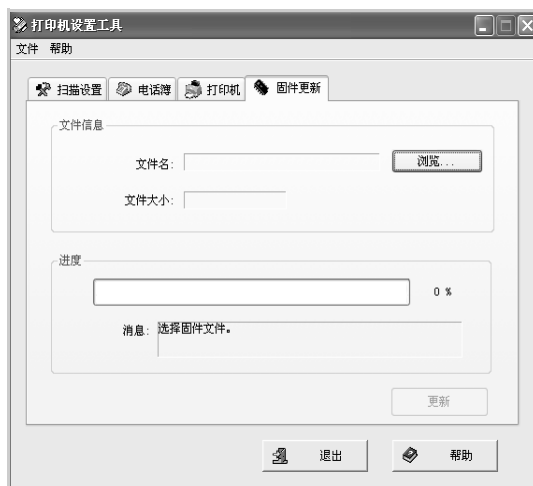 打印机设置工具
文件 帮助
扫描设置 电话簿 打印机 固件更新
文件信息
文件名: 浏览...
文件大小:
进度
0 %
消息: 选择固件文件。
更新
退出 帮助